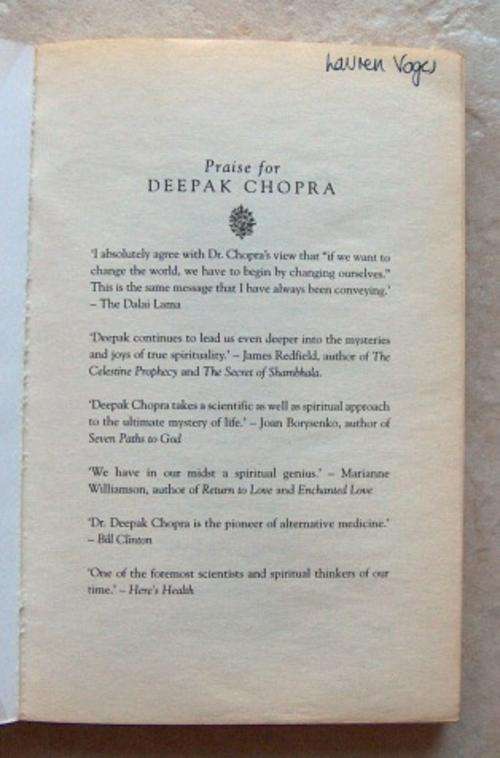 Lauren Voges
Praise for
DEEPAK CHOPRA
'I absolutely agree with Dr. Chopra's view that "if we want to
change the world, we have to begin by changing ourselves."
This is the same message that I have always been conveying.'
– The Dalai Lama
'Deepak continues to lead us even deeper into the mysteries
and joys of true spirituality.' – James Redfield, author of The
Celestine Prophecy and The Secret of Shambhala.
'Deepak Chopra takes a scientific as well as spiritual approach
to the ultimate mystery of life.' – Joan Borysenko, author of
Seven Paths to God
'We have in our midst a spiritual genius.' – Marianne
Williamson, author of Return to Love and Enchanted Love
'Dr. Deepak Chopra is the pioneer of alternative medicine.'
– Bill Clinton
'One of the foremost scientists and spiritual thinkers of our
time.' – Here's Health